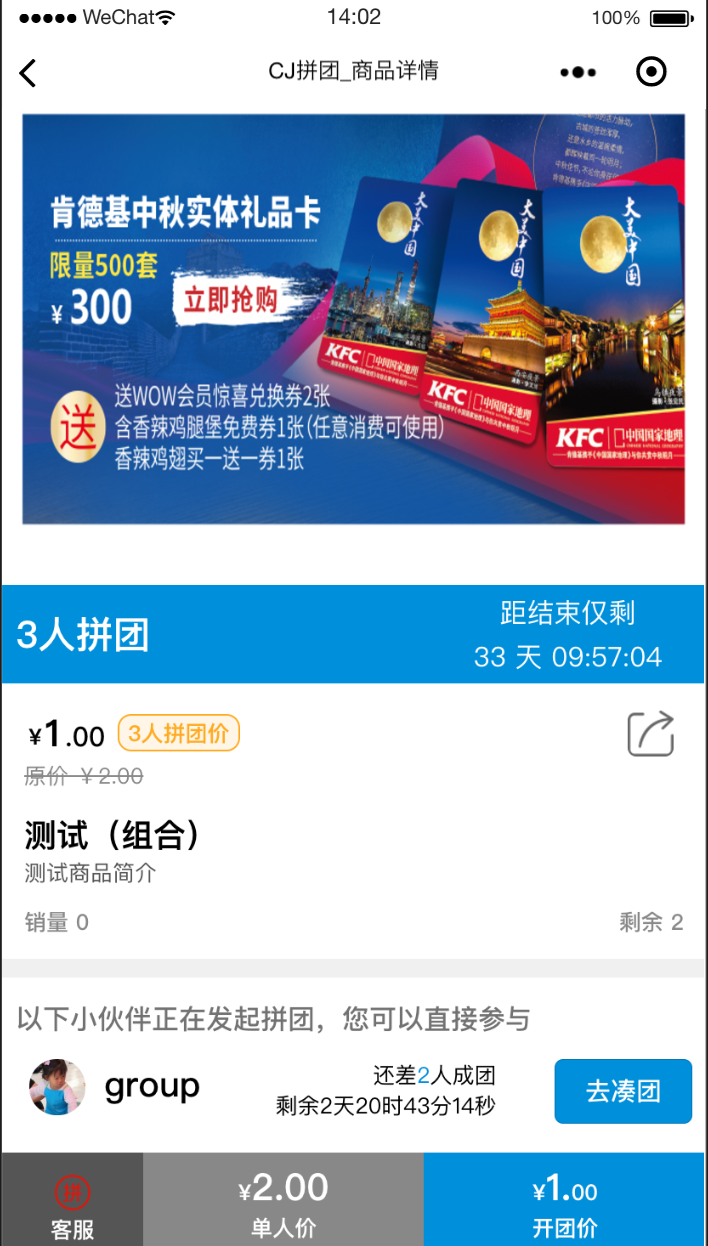 WeChat 14:02 100%
CJ拼团_商品详情
肯德基中秋实体礼品卡
限量500套
¥300
立即抢购
送
送WOW会员惊喜兑换券2张
含香辣鸡腿堡免费券1张(任意消费可使用)
香辣鸡翅买一送一券1张
大美中国
大美中国
大美中国
KFC 中国国家地理
KFC 中国国家地理
KFC 中国国家地理
3人拼团
距结束仅剩
33 天 09:57:04
¥1.00 3人拼团价
原价 ¥2.00
测试（组合）
测试商品简介
销量 0 剩余 2
以下小伙伴正在发起拼团，您可以直接参与
group
还差2人成团
剩余2天20时43分14秒
去凑团
拼
客服
¥2.00
单人价
¥1.00
开团价